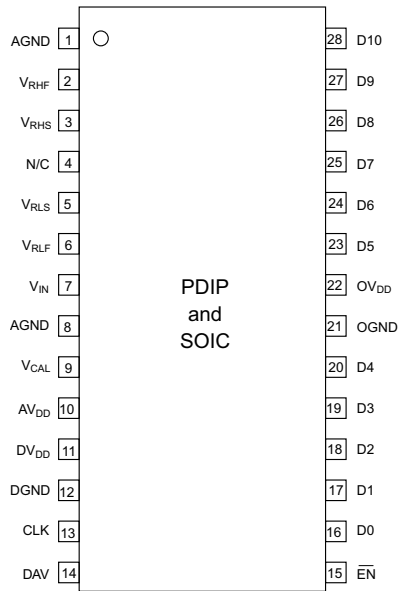 AGND 1 28 D10
VRHF 2 27 D9
VRHS 3 26 D8
N/C 4 25 D7
VRLS 5 24 D6
VRLF 6 23 D5
VIN 7 22 OVDD
AGND 8 21 OGND
VCAL 9 20 D4
AVDD 10 19 D3
DVDD 11 18 D2
DGND 12 17 D1
CLK 13 16 D0
DAV 14 15 E̅N̅
PDIP
and
SOIC